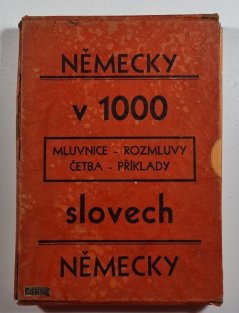 NĚMECKY
v 1000
MLUVNICE - ROZMLUVY
ČETBA - PŘÍKLADY
slovech
NĚMECKY